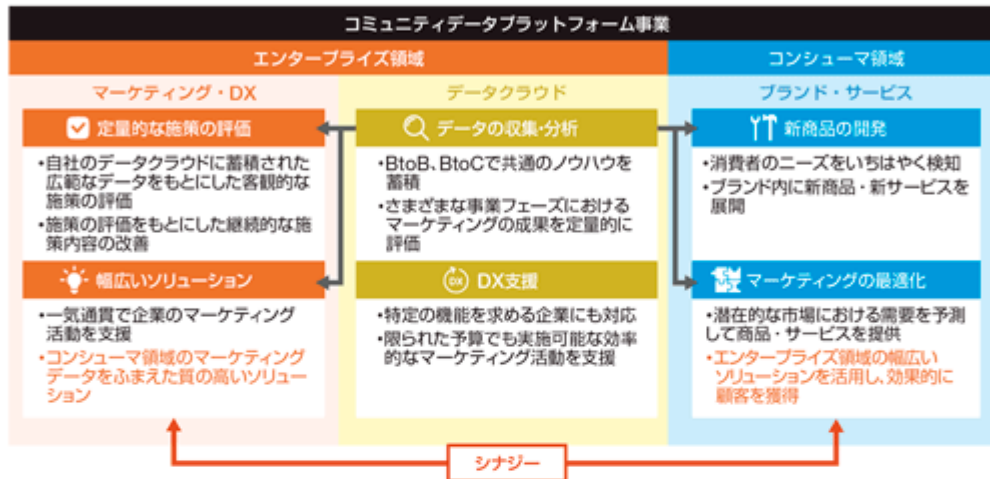 コミュニティデータプラットフォーム事業
エンタープライズ領域
コンシューマ領域
マーケティング・DX
データクラウド
ブランド・サービス
定量的な施策の評価
・自社のデータクラウドに蓄積された
広範なデータをもとにした客観的な
施策の評価
・施策の評価をもとにした継続的な施
策内容の改善
幅広いソリューション
・一気通貫で企業のマーケティング
活動を支援
・コンシューマ領域のマーケティング
データをふまえた質の高いソリュー
ション
データの収集・分析
・BtoB、BtoCで共通のノウハウを
蓄積
・さまざまな事業フェーズにおける
マーケティングの成果を定量的に
評価
DX
DX支援
・特定の機能を求める企業にも対応
・限られた予算でも実施可能な効率
的なマーケティング活動を支援
新商品の開発
・消費者のニーズをいちはやく検知
・ブランド内に新商品・新サービスを
展開
マーケティングの最適化
・潜在的な市場における需要を予測
して商品・サービスを提供
・エンタープライズ領域の幅広い
ソリューションを活用し、効果的に
顧客を獲得
シナジー